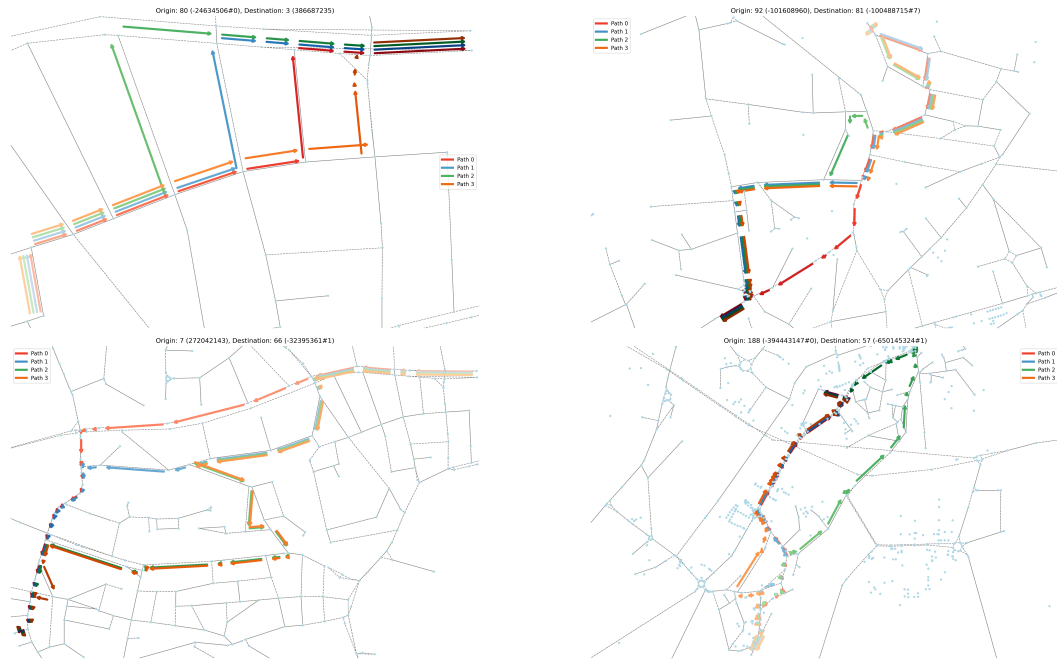 Origin: 80 (-24634506#0), Destination: 3 (386687235)
Path 0
Path 1
Path 2
Path 3
Origin: 92 (-101608960), Destination: 81 (-100488715#7)
Path 0
Path 1
Path 2
Path 3
Origin: 7 (272042143), Destination: 66 (-32395361#1)
Path 0
Path 1
Path 2
Path 3
Origin: 188 (-394443147#0), Destination: 57 (-650145324#1)
Path 0
Path 1
Path 2
Path 3